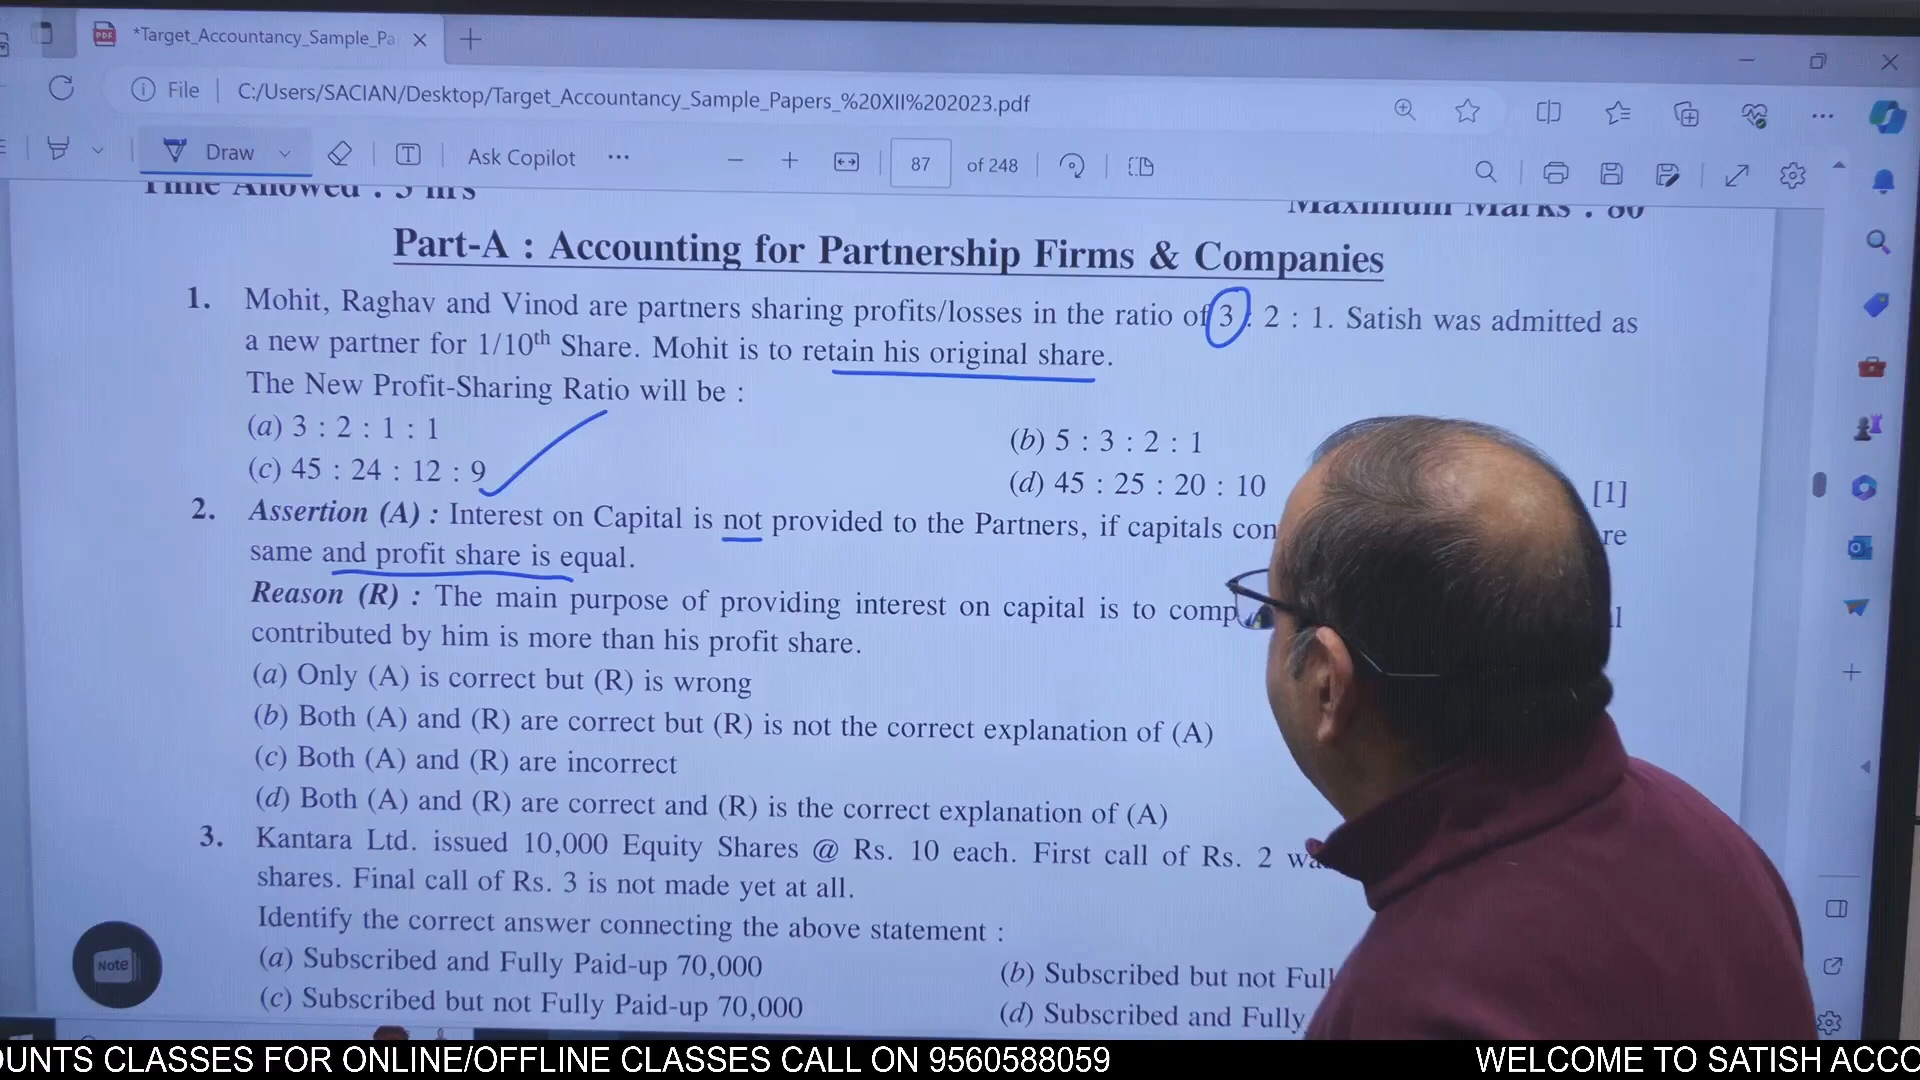 *Target_Accountancy_Sample_Pa
File
C:/Users/SACIAN/Desktop/Target_Accountancy_Sample_Papers_%20XII%202023.pdf
Draw
Ask Copilot
87 of 248
Time Allowed : 3 hrs
Maximum Marks : 80
Part-A : Accounting for Partnership Firms & Companies
1. Mohit, Raghav and Vinod are partners sharing profits/losses in the ratio of 3 : 2 : 1. Satish was admitted as
a new partner for 1/10th Share. Mohit is to retain his original share.
The New Profit-Sharing Ratio will be :
(a) 3 : 2 : 1 : 1
(b) 5 : 3 : 2 : 1
(c) 45 : 24 : 12 : 9
(d) 45 : 25 : 20 : 10
[1]
2. Assertion (A) : Interest on Capital is not provided to the Partners, if capitals con re
same and profit share is equal.
Reason (R) : The main purpose of providing interest on capital is to comp l
contributed by him is more than his profit share.
(a) Only (A) is correct but (R) is wrong
(b) Both (A) and (R) are correct but (R) is not the correct explanation of (A)
(c) Both (A) and (R) are incorrect
(d) Both (A) and (R) are correct and (R) is the correct explanation of (A)
3. Kantara Ltd. issued 10,000 Equity Shares @ Rs. 10 each. First call of Rs. 2
shares. Final call of Rs. 3 is not made yet at all.
Identify the correct answer connecting the above statement :
(a) Subscribed and Fully Paid-up 70,000
(b) Subscribed but not Full
(c) Subscribed but not Fully Paid-up 70,000
(d) Subscribed and Fully
Note
OUNTS CLASSES FOR ONLINE/OFFLINE CLASSES CALL ON 9560588059
WELCOME TO SATISH ACCO